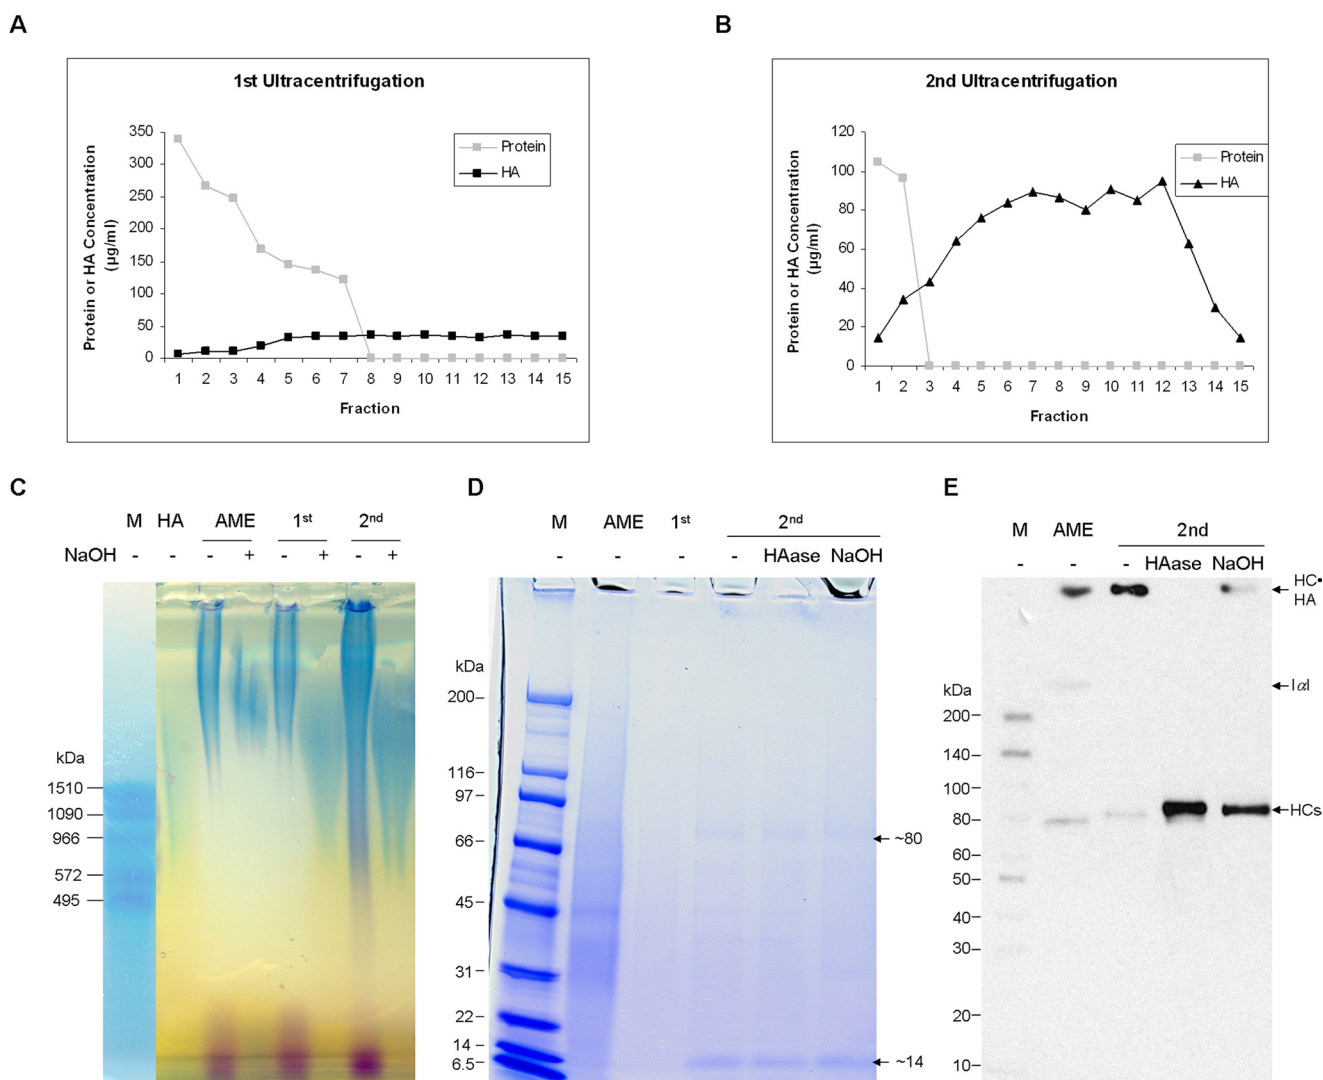 A
1st Ultracentrifugation
Protein or HA Concentration
(µg/ml)
350
300
250
200
150
100
50
0
Protein
HA
1 2 3 4 5 6 7 8 9 10 11 12 13 14 15
Fraction
B
2nd Ultracentrifugation
Protein or HA Concentration
(µg/ml)
120
100
80
60
40
20
0
Protein
HA
1 2 3 4 5 6 7 8 9 10 11 12 13 14 15
Fraction
C
M HA AME 1st 2nd
NaOH - - - + - + - +
kDa
1510
1090
966
572
495
D
M AME 1st 2nd
- - - - HAase NaOH
kDa
200
116
97
66
45
31
22
14
6.5
~80
~14
E
M AME 2nd
- - - HAase NaOH
kDa
200
140
100
80
60
50
40
30
20
10
HC•
HA
IαI
HCs